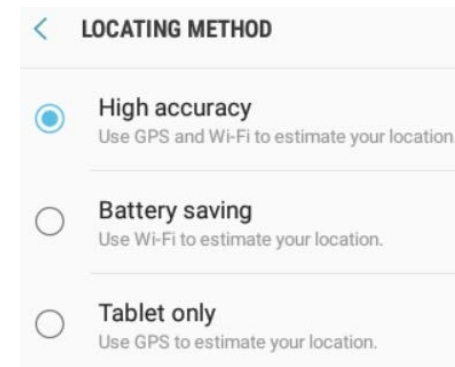 LOCATING METHOD
High accuracy
Use GPS and Wi-Fi to estimate your location
Battery saving
Use Wi-Fi to estimate your location.
Tablet only
Use GPS to estimate your location.